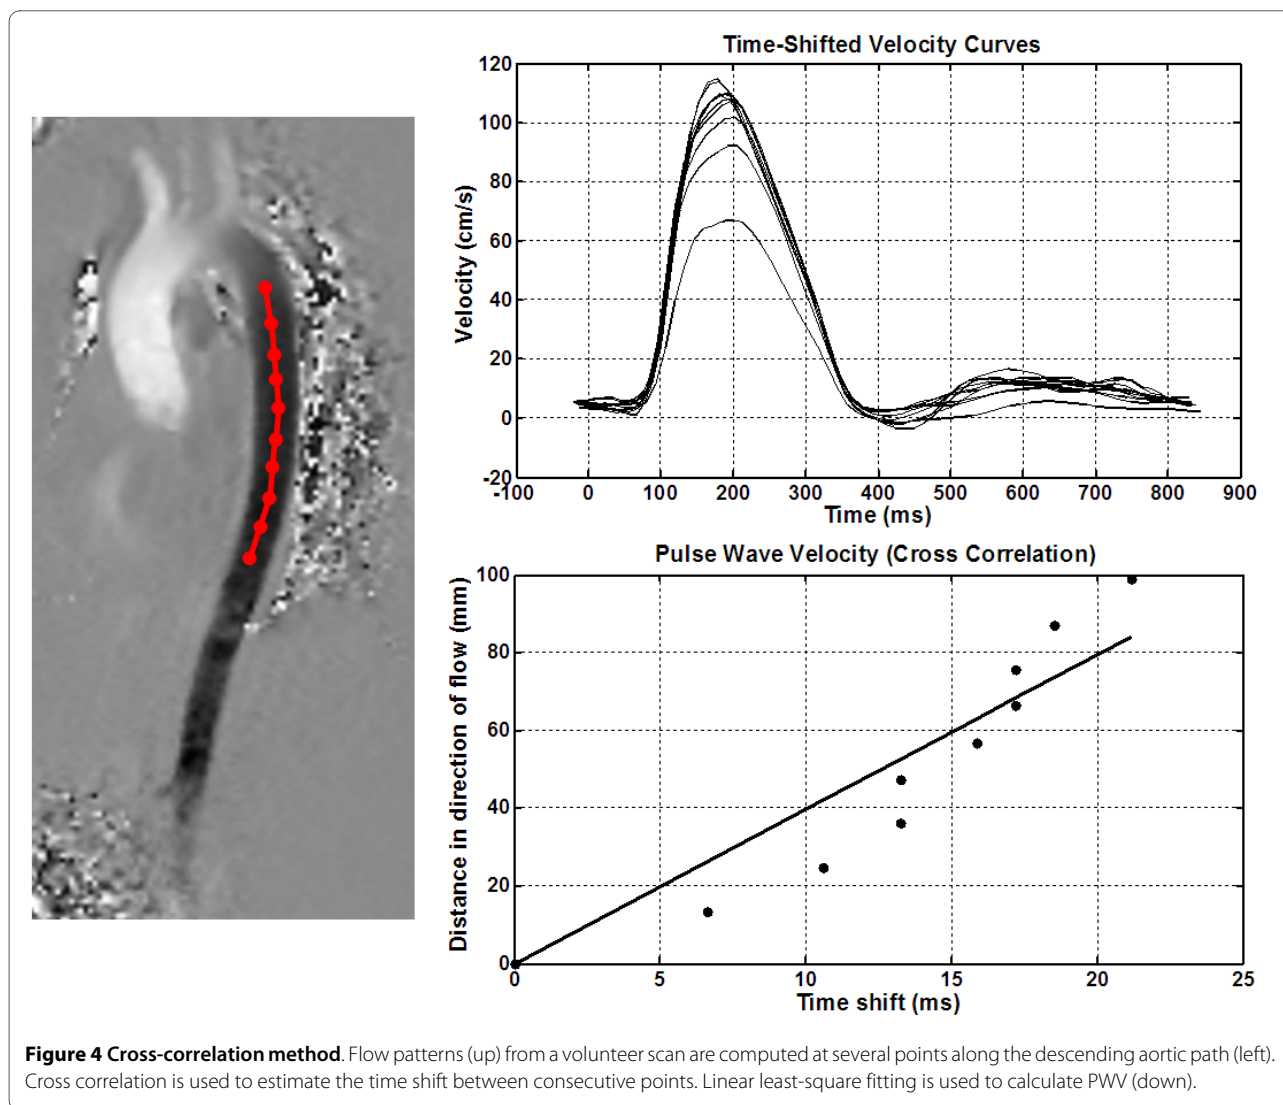 Time-Shifted Velocity Curves
120
100
80
60
40
20
0
-20
Velocity (cm/s)
-100 0 100 200 300 400 500 600 700 800 900
Time (ms)
Pulse Wave Velocity (Cross Correlation)
100
80
60
40
20
0
Distance in direction of flow (mm)
0 5 10 15 20 25
Time shift (ms)
Figure 4 Cross-correlation method. Flow patterns (up) from a volunteer scan are computed at several points along the descending aortic path (left).
Cross correlation is used to estimate the time shift between consecutive points. Linear least-square fitting is used to calculate PWV (down).